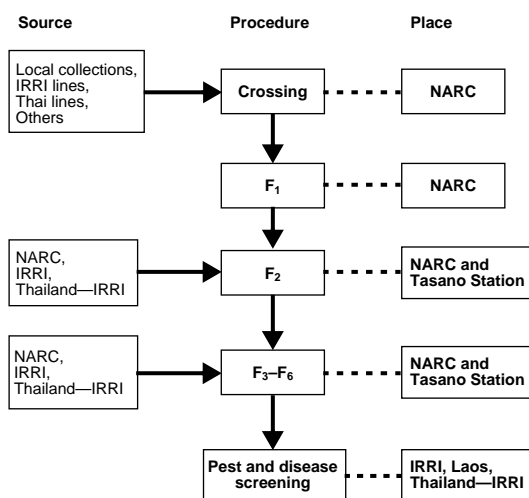 Source Procedure Place
Local collections,
IRRI lines,
Thai lines,
Others
Crossing
NARC
F₁
NARC
NARC,
IRRI,
Thailand—IRRI
F₂
NARC and
Tasano Station
NARC,
IRRI,
Thailand—IRRI
F₃–F₆
NARC and
Tasano Station
Pest and disease
screening
IRRI, Laos,
Thailand—IRRI